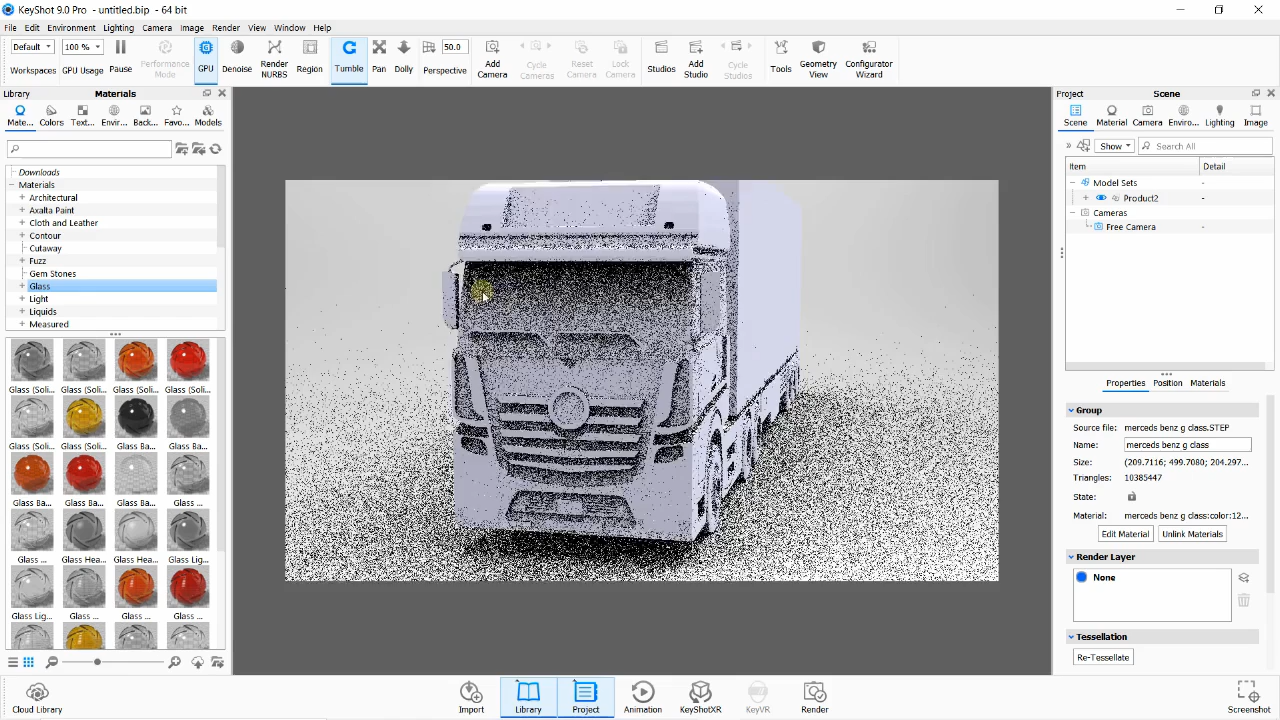 KeyShot 9.0 Pro - untitled.bip - 64 bit
File Edit Environment Lighting Camera Image Render View Window Help
Default 100 % 50.0
Workspaces GPU Usage Pause Performance Mode GPU Denoise Render NURBS Region Tumble Pan Dolly Perspective Add Camera Cycle Cameras Reset Camera Lock Camera Studios Add Studio Cycle Studios Tools Geometry View Configurator Wizard
Library Materials
Mate... Colors Text... Envir... Back... Favo... Models
Downloads
Materials
Architectural
Axalta Paint
Cloth and Leather
Contour
Cutaway
Fuzz
Gem Stones
Glass
Light
Liquids
Measured
Glass (Soli... Glass (Soli... Glass (Soli... Glass (Soli...
Glass (Soli... Glass (Soli... Glass Ba... Glass Ba...
Glass Ba... Glass Ba... Glass ... Glass ...
Glass ... Glass Hea... Glass Hea... Glass Lig...
Glass Lig... Glass ... Glass ... Glass ...
Project Scene
Scene Material Camera Enviro... Lighting Image
Show Search All
Item Detail
Model Sets -
Product2 -
Cameras
Free Camera -
Properties Position Materials
Group
Source file: merceds benz g class.STEP
Name: merceds benz g class
Size: (209.7116; 499.7080; 204.297...
Triangles: 10385447
State:
Material: merceds benz g class:color:12...
Edit Material Unlink Materials
Render Layer
None
Tessellation
Re-Tessellate
Cloud Library Import Library Project Animation KeyShotXR KeyVR Render Screenshot